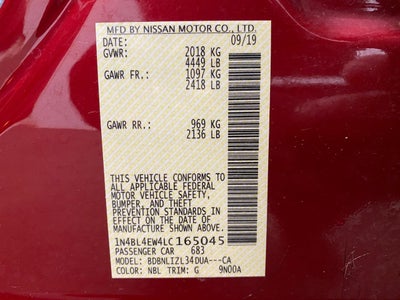 MFD BY NISSAN MOTOR CO., LTD.
DATE: 09/19
GVWR: 2018 KG
4449 LB
GAWR FR.: 1097 KG
2418 LB
GAWR RR.: 969 KG
2136 LB
THIS VEHICLE CONFORMS TO
ALL APPLICABLE FEDERAL
MOTOR VEHICLE SAFETY,
BUMPER, AND THEFT
PREVENTION STANDARDS
IN EFFECT ON THE DATE OF
MANUFACTURE SHOWN ABOVE.
1N4BL4EW4LC165045
PASSENGER CAR 683
MODEL: BDBNLIZL34DUA---CA
COLOR: NBL TRIM: G 9N00A